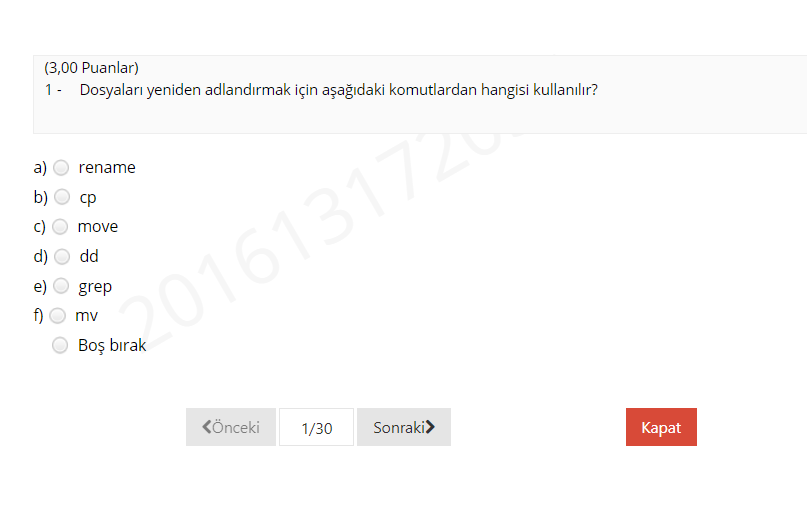 (3,00 Puanlar)
1 - Dosyaları yeniden adlandırmak için aşağıdaki komutlardan hangisi kullanılır?
a) rename
b) cp
c) move
d) dd
e) grep
f) mv
Boş bırak
Önceki 1/30 Sonraki Kapat